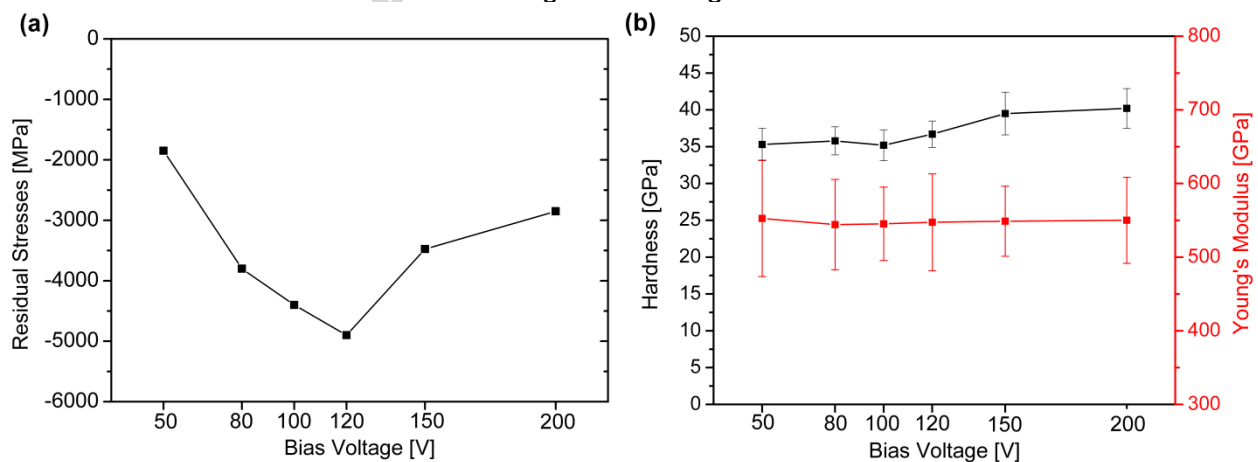 (a)
0
-1000
-2000
-3000
-4000
-5000
-6000
Residual Stresses [MPa]
50 80 100 120 150 200
Bias Voltage [V]
(b)
50
45
40
35
30
25
20
15
10
5
0
Hardness [GPa]
50 80 100 120 150 200
Bias Voltage [V]
800
700
600
500
400
300
Young's Modulus [GPa]